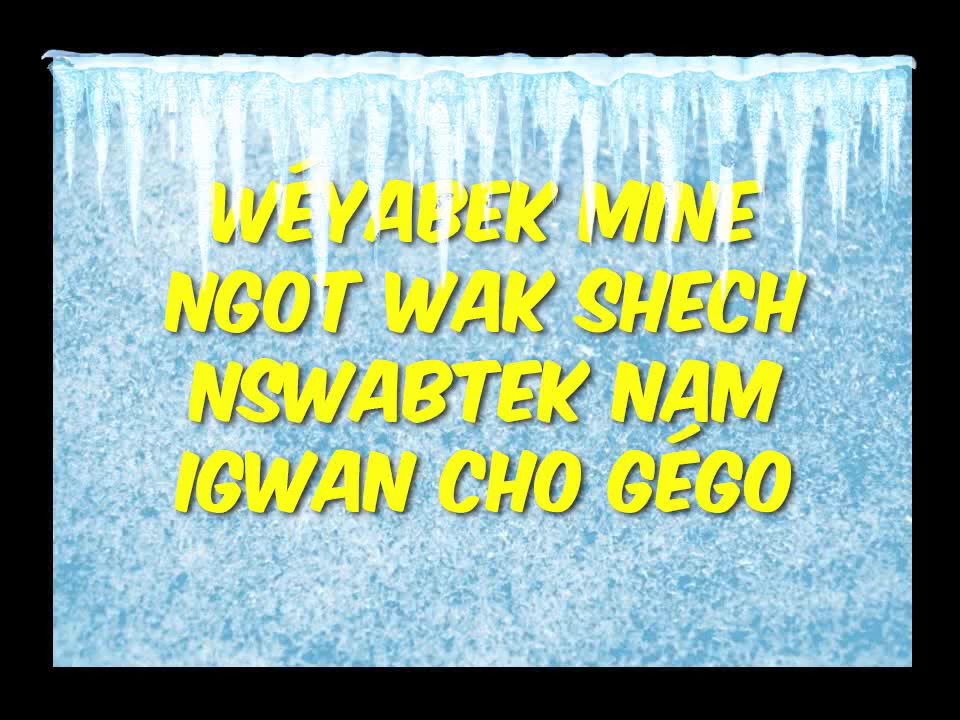 WÉYABEK MINE
NGOT WAK SHECH
NSWABTEK NAM
IGWAN CHO GÉGO